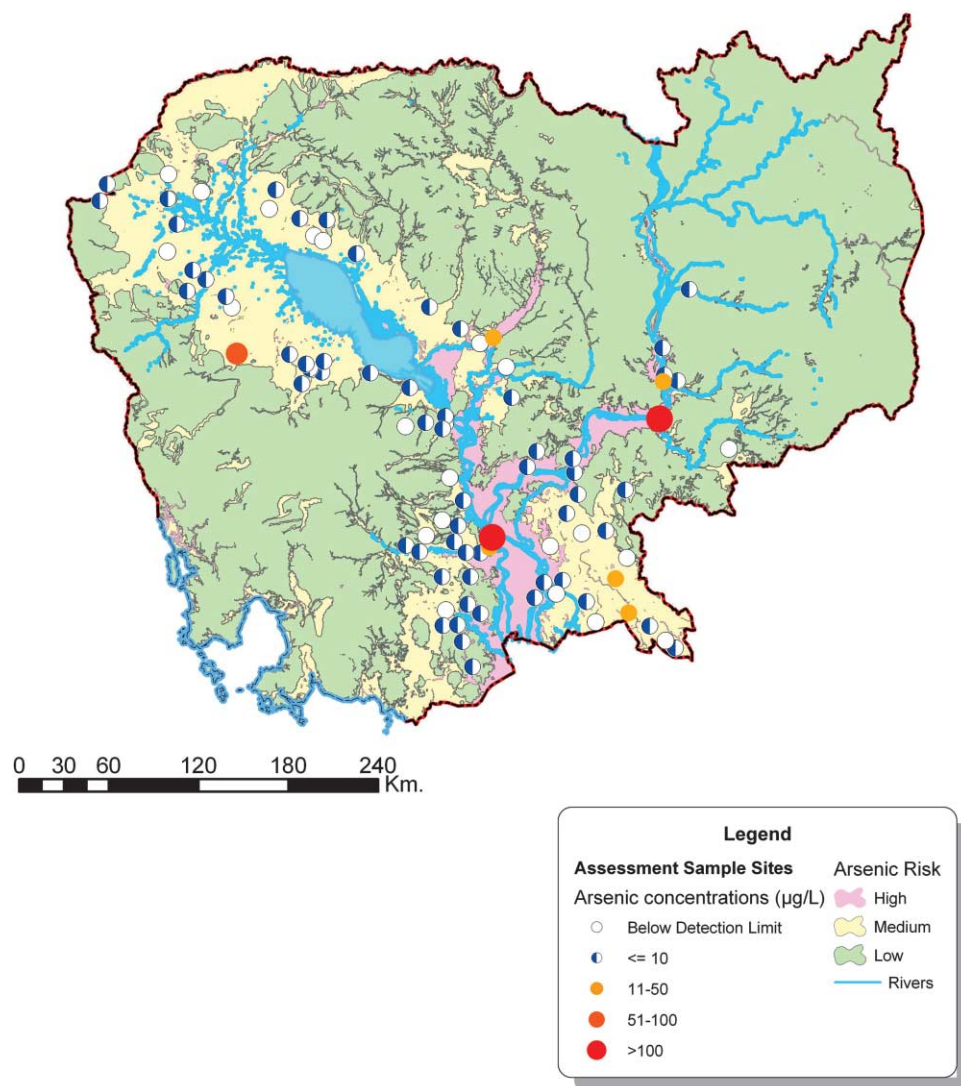 0 30 60 120 180 240
Km.
Legend
Assessment Sample Sites
Arsenic concentrations (µg/L)
Below Detection Limit
<= 10
11-50
51-100
>100
Arsenic Risk
High
Medium
Low
Rivers